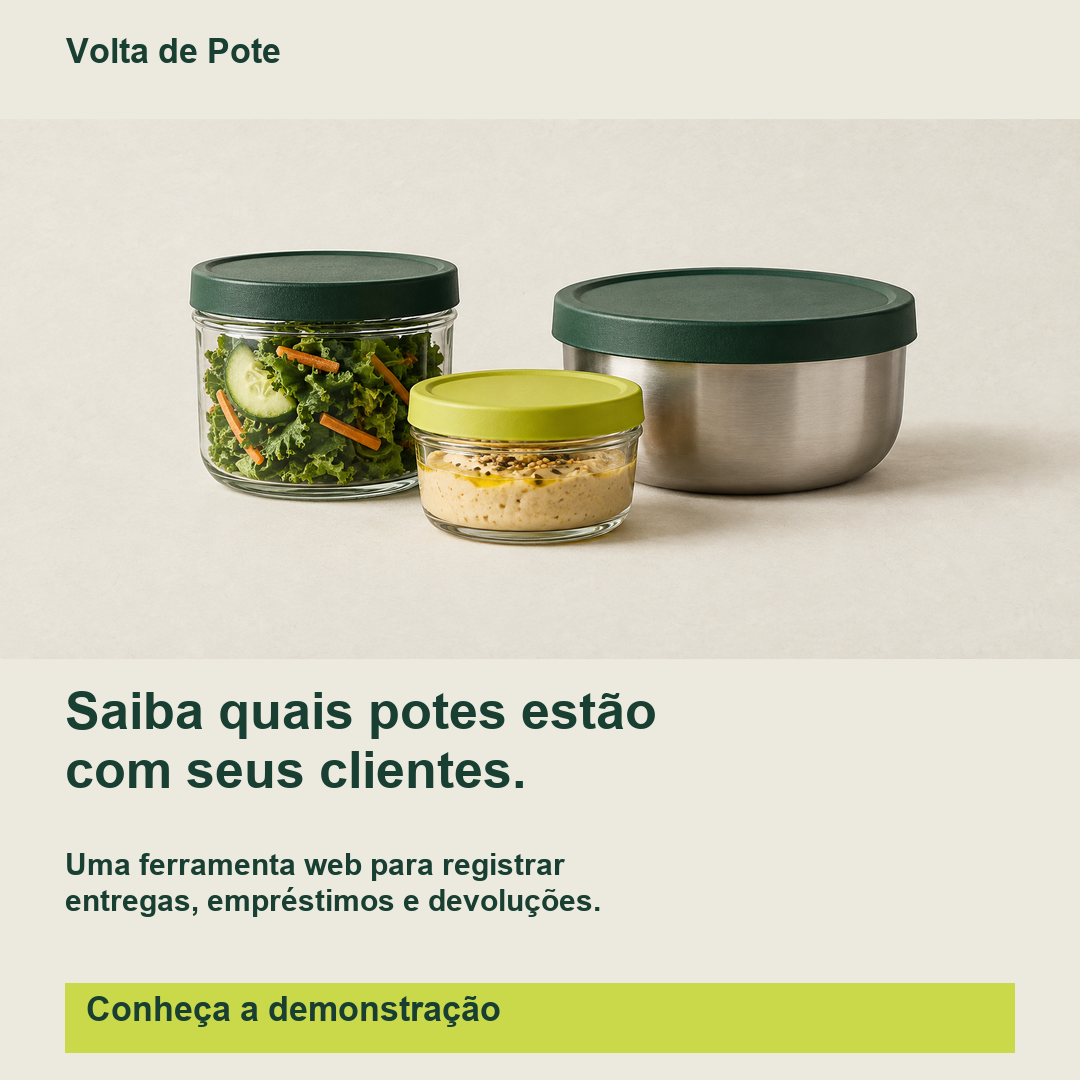 Volta de Pote
Saiba quais potes estão
com seus clientes.
Uma ferramenta web para registrar
entregas, empréstimos e devoluções.
Conheça a demonstração